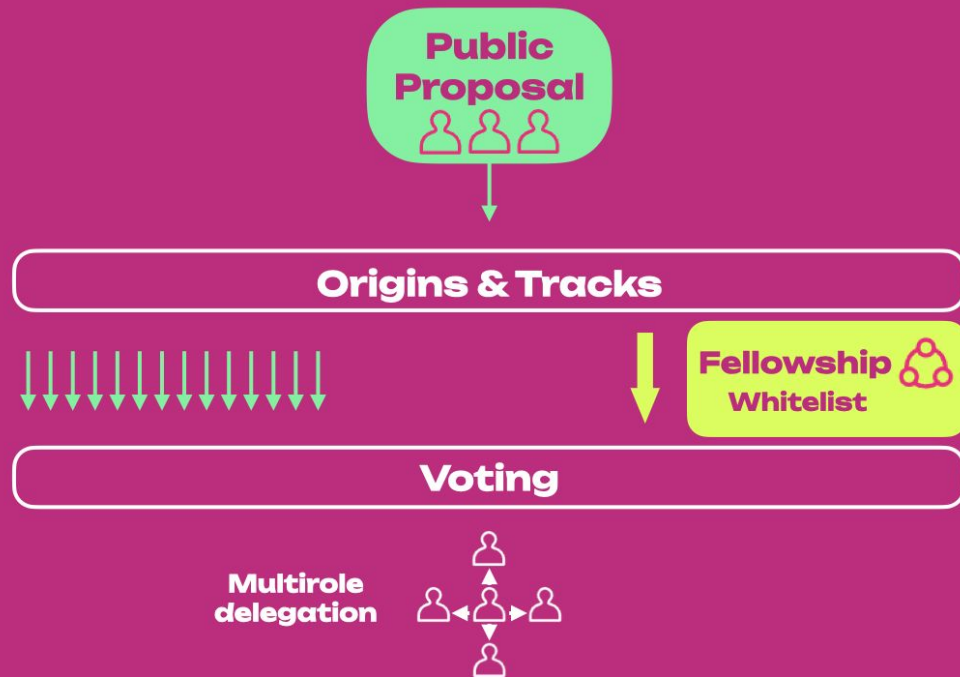 Public
Proposal
Origins & Tracks
Fellowship
Whitelist
Voting
Multirole
delegation